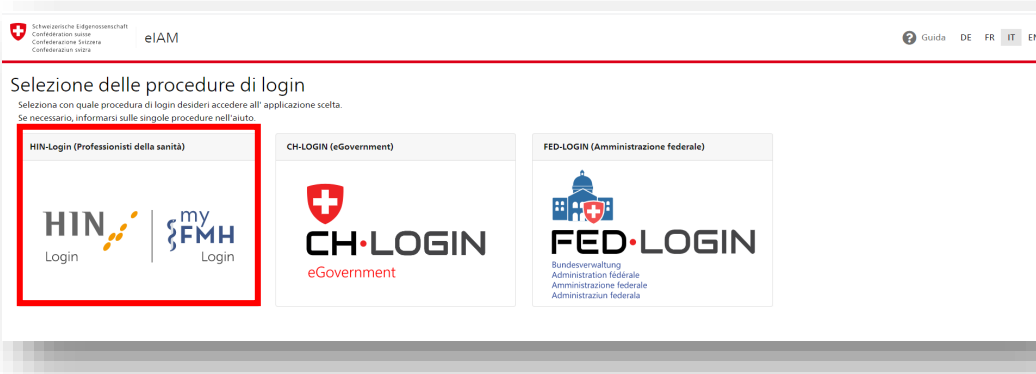 Schweizerische Eidgenossenschaft
Confédération suisse
Confederazione Svizzera
Confederaziun svizra
eIAM
Guida DE FR IT EN
Selezione delle procedure di login
Seleziona con quale procedura di login desideri accedere all' applicazione scelta.
Se necessario, informarsi sulle singole procedure nell'aiuto.
HIN-Login (Professionisti della sanità)
CH-LOGIN (eGovernment)
FED-LOGIN (Amministrazione federale)
HIN
Login
my
FMH
Login
CH·LOGIN
eGovernment
FED·LOGIN
Bundesverwaltung
Administration fédérale
Amministrazione federale
Administraziun federala